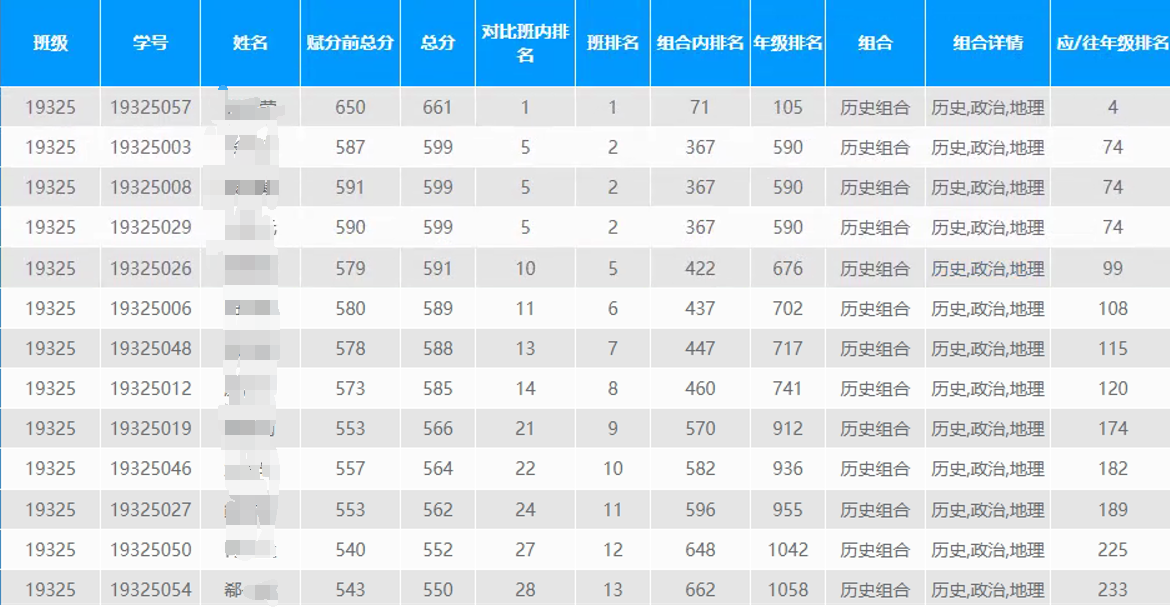 班级 学号 姓名 赋分前总分 总分 对比班内排名 班排名 组合内排名 年级排名 组合 组合详情 应/往年级排名
19325 19325057 650 661 1 1 71 105 历史组合 历史,政治,地理 4
19325 19325003 587 599 5 2 367 590 历史组合 历史,政治,地理 74
19325 19325008 591 599 5 2 367 590 历史组合 历史,政治,地理 74
19325 19325029 590 599 5 2 367 590 历史组合 历史,政治,地理 74
19325 19325026 579 591 10 5 422 676 历史组合 历史,政治,地理 99
19325 19325006 580 589 11 6 437 702 历史组合 历史,政治,地理 108
19325 19325048 578 588 13 7 447 717 历史组合 历史,政治,地理 115
19325 19325012 573 585 14 8 460 741 历史组合 历史,政治,地理 120
19325 19325019 553 566 21 9 570 912 历史组合 历史,政治,地理 174
19325 19325046 557 564 22 10 582 936 历史组合 历史,政治,地理 182
19325 19325027 553 562 24 11 596 955 历史组合 历史,政治,地理 189
19325 19325050 540 552 27 12 648 1042 历史组合 历史,政治,地理 225
19325 19325054 543 550 28 13 662 1058 历史组合 历史,政治,地理 233